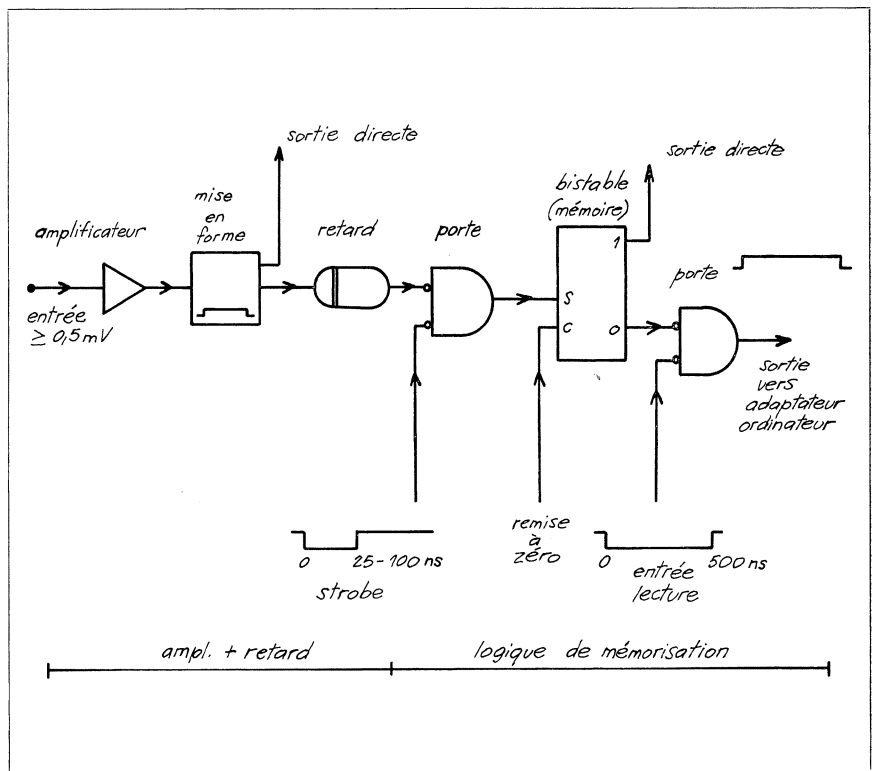 sortie directe
sortie directe
mise
en
forme
bistable
(mémoire)
amplificateur
retard
porte
1
porte
S
C
0
entrée
≥ 0,5 mV
sortie
vers
adaptateur
ordinateur
remise
à
zéro
0
25-100 ns
strobe
0
500 ns
entrée
lecture
ampl. + retard
logique de mémorisation